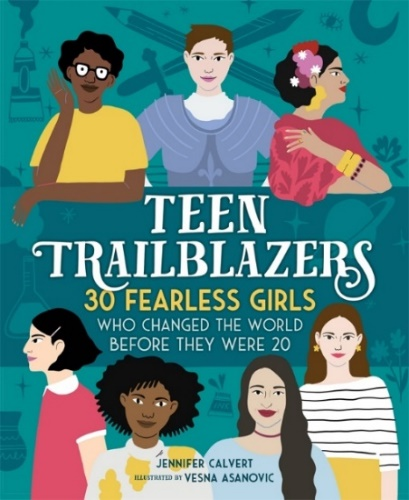 TEEN
TRAILBLAZERS
30 FEARLESS GIRLS
WHO CHANGED THE WORLD
BEFORE THEY WERE 20
JENNIFER CALVERT
ILLUSTRATED BY VESNA ASANOVIC